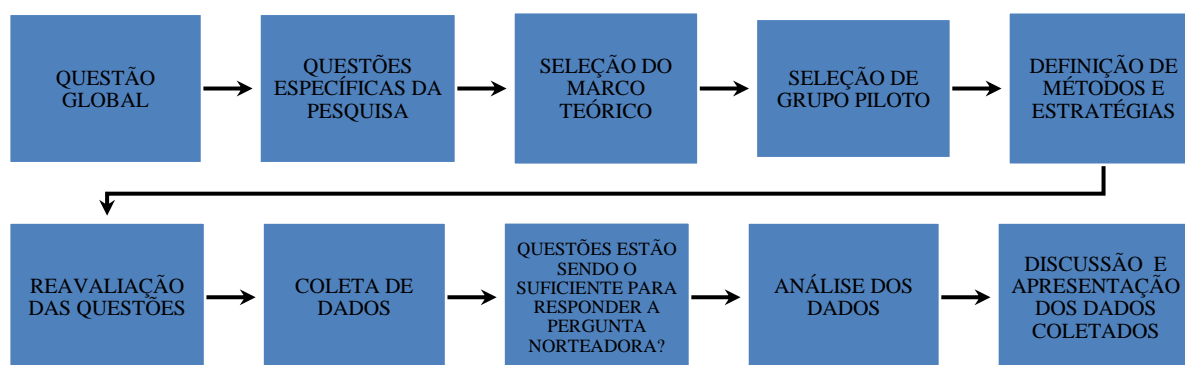 QUESTÃO
GLOBAL
QUESTÕES
ESPECÍFICAS DA
PESQUISA
SELEÇÃO DO
MARCO
TEÓRICO
SELEÇÃO DE
GRUPO PILOTO
DEFINIÇÃO DE
MÉTODOS E
ESTRATÉGIAS
REAVALIAÇÃO
DAS QUESTÕES
COLETA DE
DADOS
QUESTÕES ESTÃO
SENDO O
SUFICIENTE PARA
RESPONDER A
PERGUNTA
NORTEADORA?
ANÁLISE DOS
DADOS
DISCUSSÃO E
APRESENTAÇÃO
DOS DADOS
COLETADOS